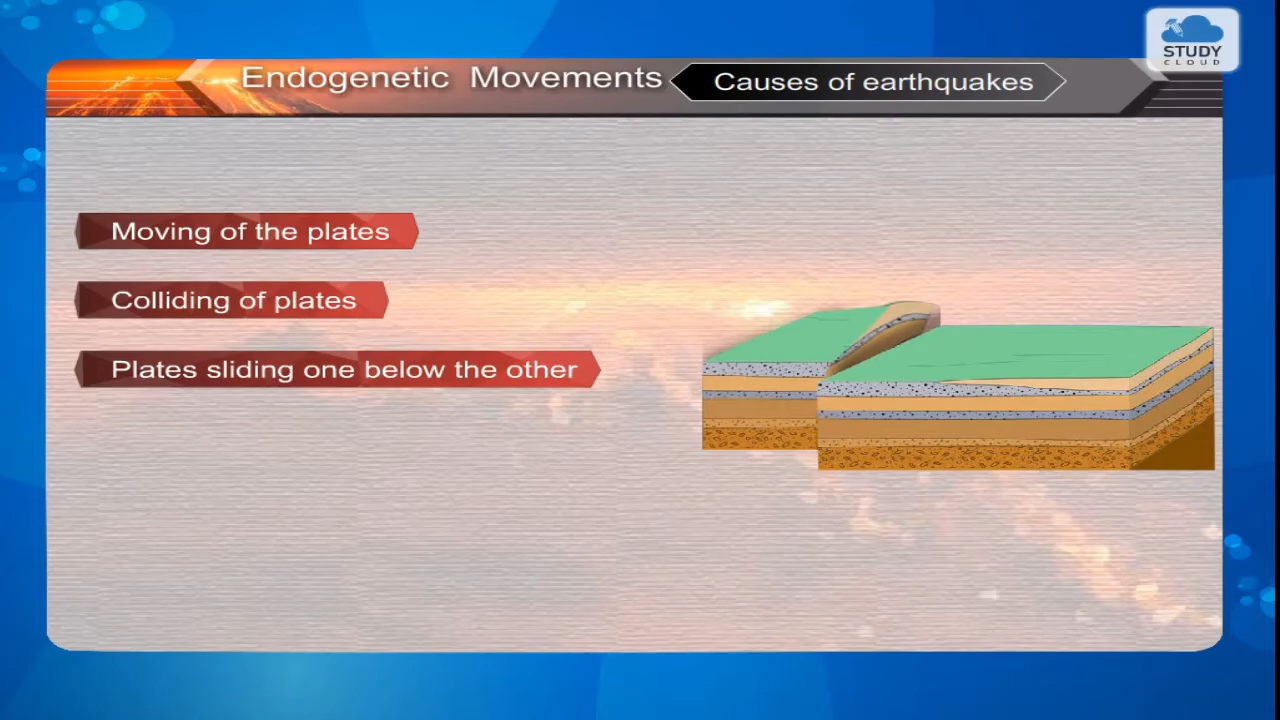 Endogenetic Movements
Causes of earthquakes
STUDY
CLOUD
Moving of the plates
Colliding of plates
Plates sliding one below the other